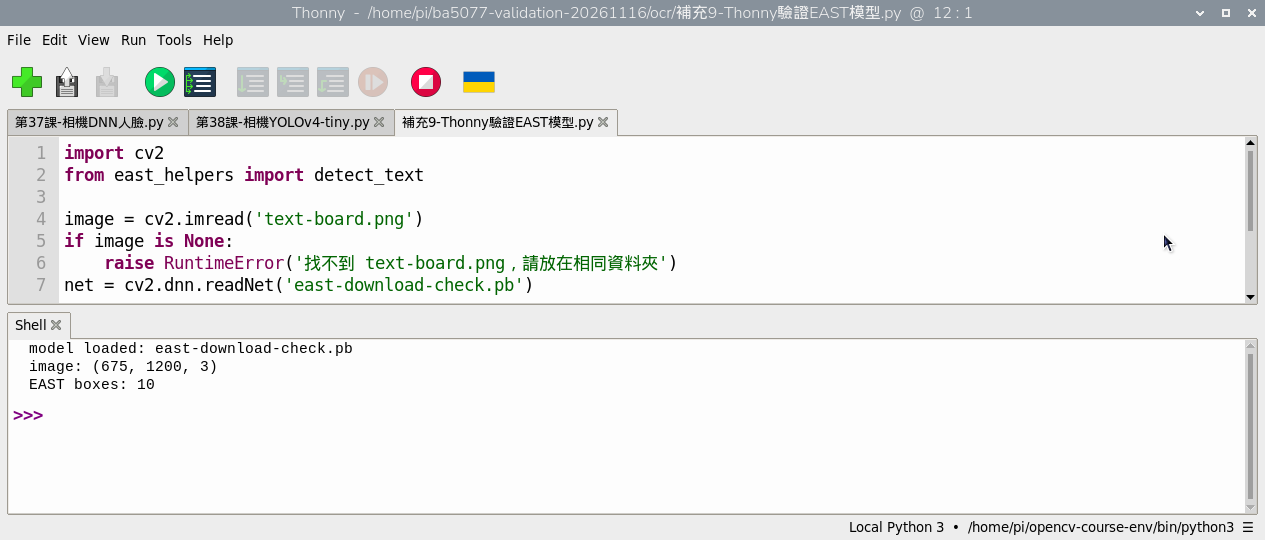 Thonny - /home/pi/ba5077-validation-20261116/ocr/補充9-Thonny驗證EAST模型.py @ 12 : 1
File Edit View Run Tools Help
第37課-相機DNN人臉.py 第38課-相機YOLOv4-tiny.py 補充9-Thonny驗證EAST模型.py
1 import cv2
2 from east_helpers import detect_text
3
4 image = cv2.imread('text-board.png')
5 if image is None:
6     raise RuntimeError('找不到 text-board.png，請放在相同資料夾')
7 net = cv2.dnn.readNet('east-download-check.pb')
Shell
model loaded: east-download-check.pb
image: (675, 1200, 3)
EAST boxes: 10
>>>
Local Python 3 • /home/pi/opencv-course-env/bin/python3 ☰